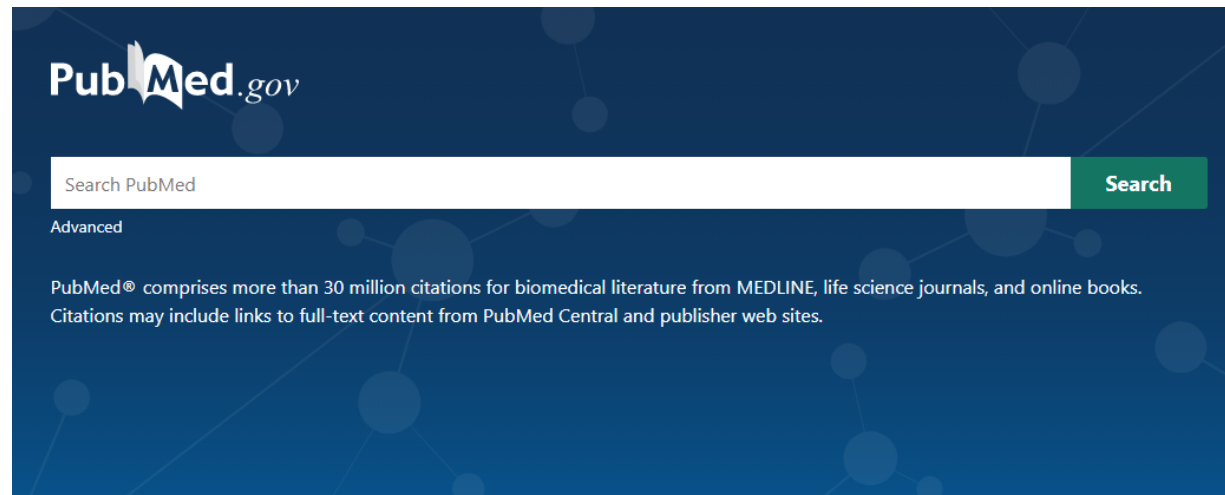 PubMed.gov
Search PubMed
Search
Advanced
PubMed® comprises more than 30 million citations for biomedical literature from MEDLINE, life science journals, and online books.
Citations may include links to full-text content from PubMed Central and publisher web sites.